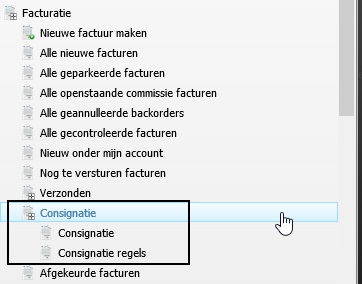 Facturatie
Nieuwe factuur maken
Alle nieuwe facturen
Alle geparkeerde facturen
Alle openstaande commissie facturen
Alle geannulleerde backorders
Alle gecontroleerde facturen
Nieuw onder mijn account
Nog te versturen facturen
Verzonden
Consignatie
Consignatie
Consignatie regels
Afgekeurde facturen